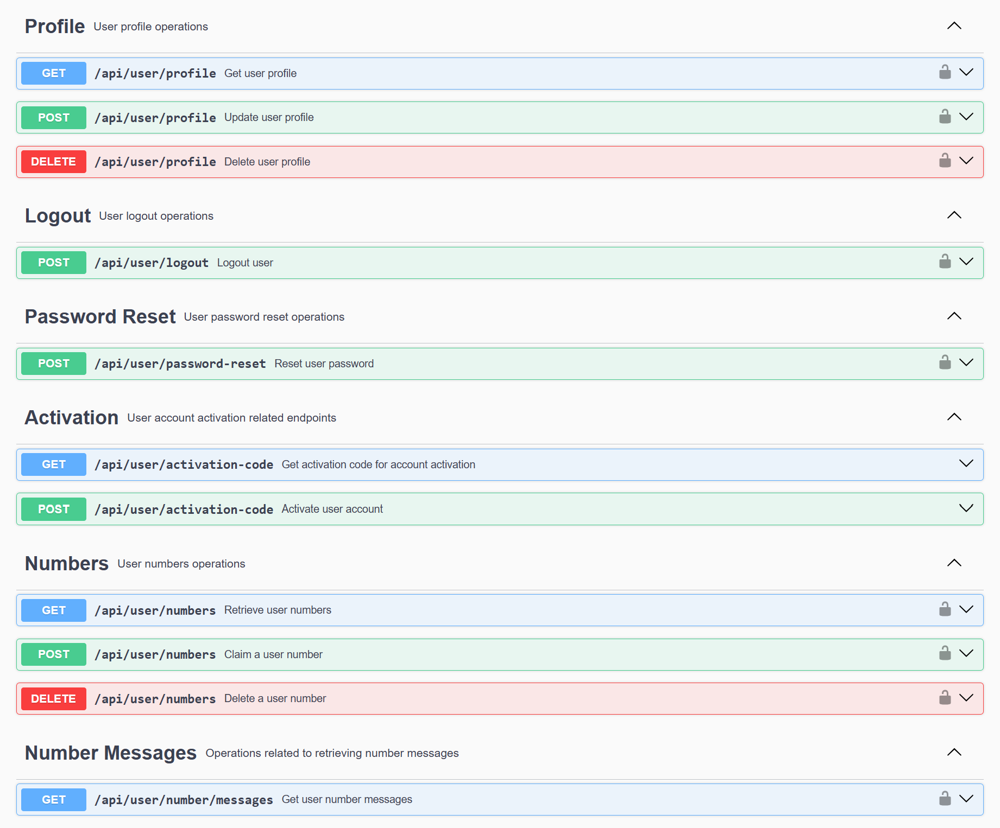 Profile User profile operations
GET /api/user/profile Get user profile
POST /api/user/profile Update user profile
DELETE /api/user/profile Delete user profile
Logout User logout operations
POST /api/user/logout Logout user
Password Reset User password reset operations
POST /api/user/password-reset Reset user password
Activation User account activation related endpoints
GET /api/user/activation-code Get activation code for account activation
POST /api/user/activation-code Activate user account
Numbers User numbers operations
GET /api/user/numbers Retrieve user numbers
POST /api/user/numbers Claim a user number
DELETE /api/user/numbers Delete a user number
Number Messages Operations related to retrieving number messages
GET /api/user/number/messages Get user number messages